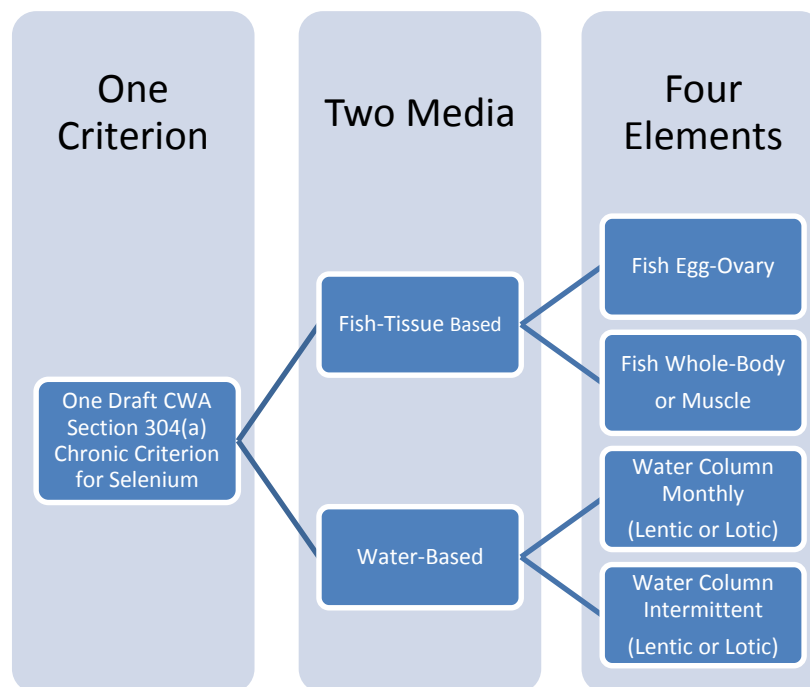 One
Criterion
Two Media
Four
Elements
One Draft CWA
Section 304(a)
Chronic Criterion
for Selenium
Fish-Tissue Based
Water-Based
Fish Egg-Ovary
Fish Whole-Body
or Muscle
Water Column
Monthly
(Lentic or Lotic)
Water Column
Intermittent
(Lentic or Lotic)